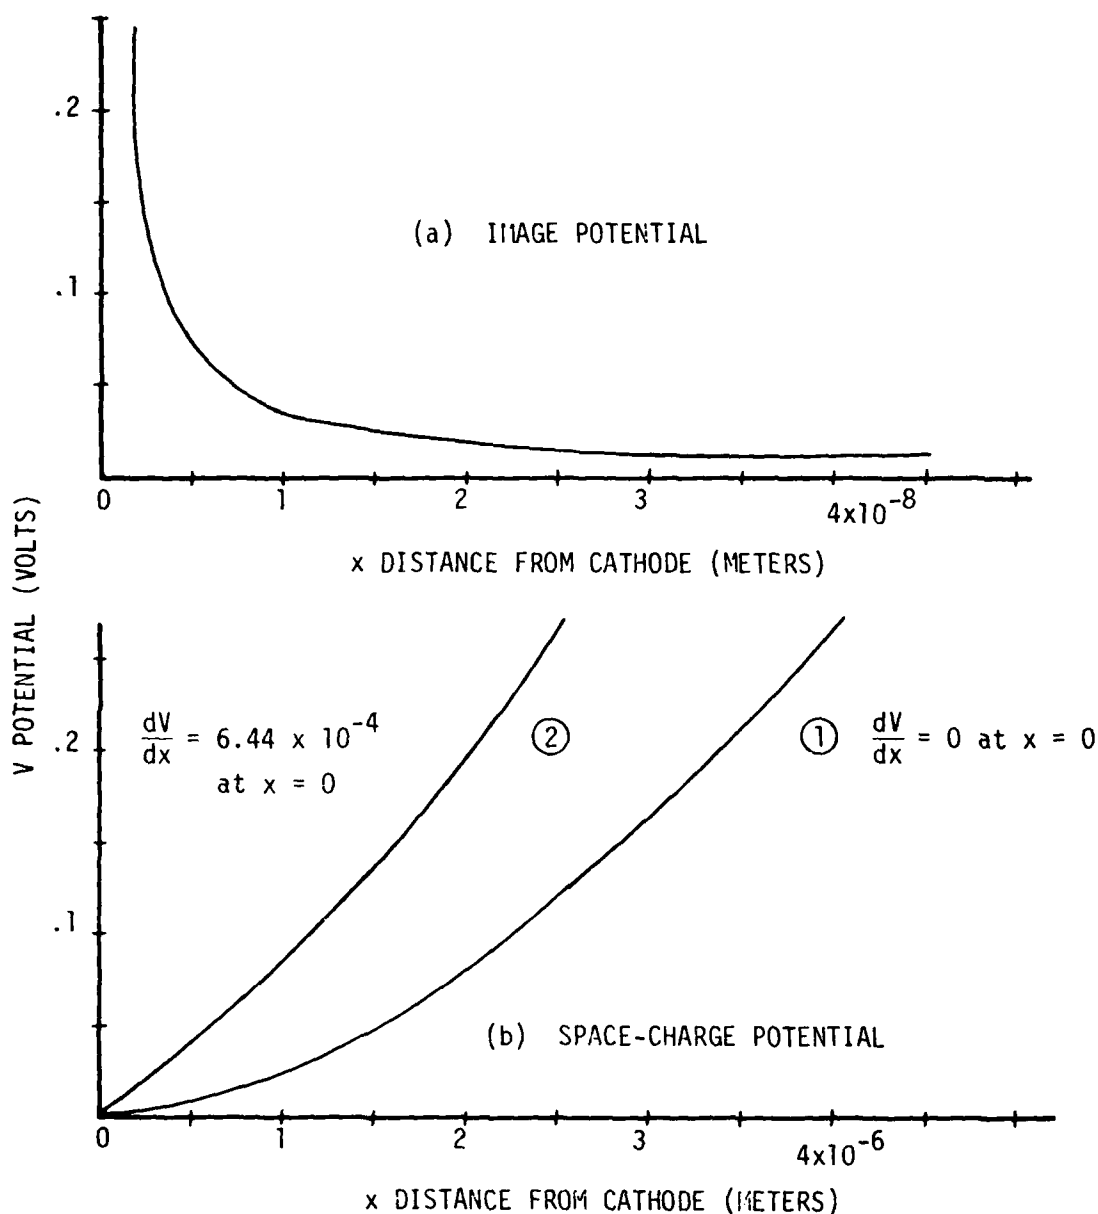 .2
(a) IMAGE POTENTIAL
.1
0 1 2 3 4x10⁻⁸
x DISTANCE FROM CATHODE (METERS)
V POTENTIAL (VOLTS)
dV/dx = 6.44 x 10⁻⁴
at x = 0
.2
②
① dV/dx = 0 at x = 0
.1
(b) SPACE-CHARGE POTENTIAL
0 1 2 3 4x10⁻⁶
x DISTANCE FROM CATHODE (METERS)